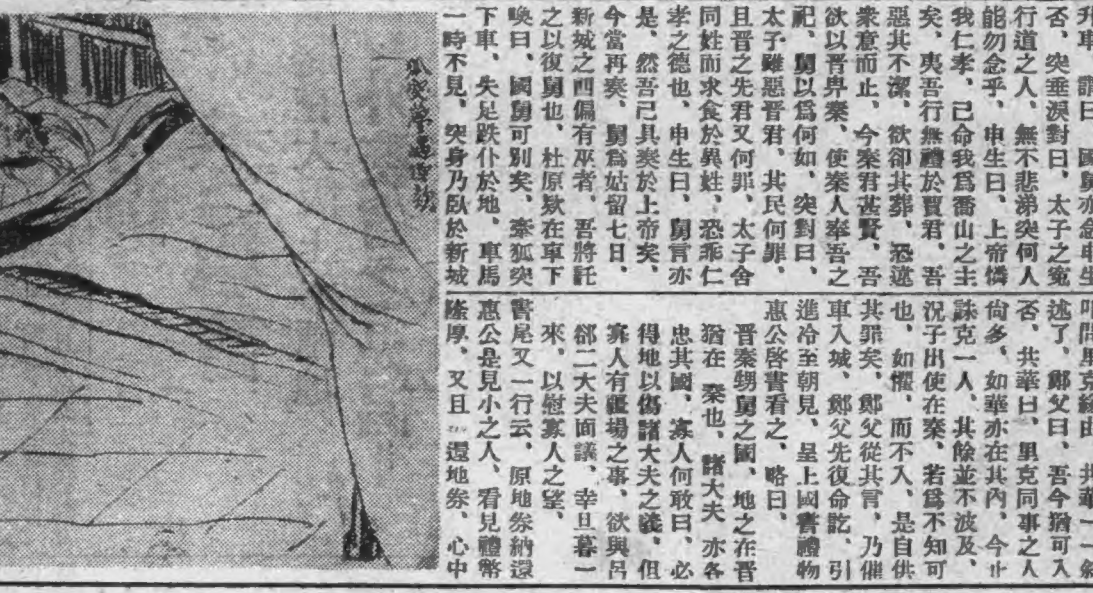 升車、謂曰、國舅亦念申生
否、突垂淚對曰、太子之寃
行道之人、無不悲涕突何人
能勿念乎、申生曰、上帝憐
我仁孝、已命我爲喬山之主
矣、夷吾行無禮於賈君、吾
惡其不潔、欲卻其葬、恐違
衆意而止、今秦君甚賢、吾
欲以晉畀秦、使秦人奉吾之
祀、舅以爲何如、突對曰、
太子雖惡晉君、其民何罪、
且晉之先君又何罪、太子舍
同姓而求食於異姓、恐乖仁
孝之德也、申生曰、舅言亦
是、然吾已具奏於上帝矣、
今當再奏、舅爲姑留七日、
新城之西偏有巫者、吾將託
之以復舅也、杜原欵在車下
喚曰、國舅可別矣、牽狐突
下車、失足跌仆於地、車馬
一時不見、突身乃臥於新城
叩問里克緣由、共華一一敍
述了、鄭父曰、吾今猶可入
否、共華曰、里克同事之人
尙多、如華亦在其內、今止
誅克一人、其餘並不波及、
況子出使在秦、若爲不知可
也、如懼、而不入、是自供
其罪矣、鄭父從其言、乃催
車入城、鄭父先復命訖、引
進冷至朝見、呈上國書禮物
惠公啓書看之、略曰、
晉秦甥舅之國、地之在晉
猶在 秦也、諸大夫 亦各
忠其國、寡人何敢曰、必
得地以傷諸大夫之義、但
寡人有疆場之事、欲與呂
郤二大夫面議、幸旦暮一
來、以慰寡人之望、
書尾又一行云、原地劵納還
惠公是見小之人、看見禮幣
隆厚、又且 還地劵、心中